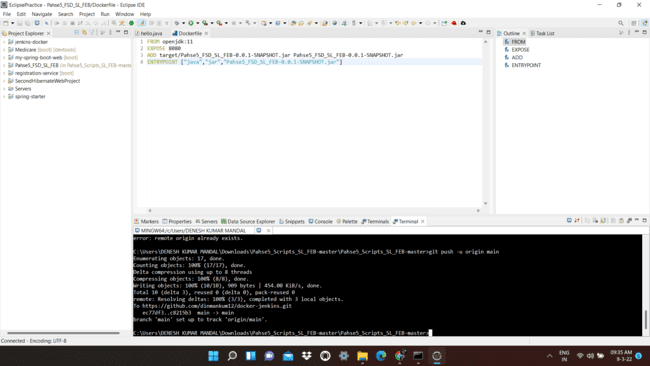 EclipsePractice - Pahse5_FSD_SL_FEB/Dockerfile - Eclipse IDE
File Edit Navigate Search Project Run Window Help
Project Explorer
jenkins-docker
Medicare [boot] [devtools]
my-spring-boot-web [boot]
Pahse5_FSD_SL_FEB (in Pahse5_Scripts_SL_FEB-maste
registration-service [boot]
SecondHibernateWebProject
Servers
spring-starter
hello.java
Dockerfile
1 FROM openjdk:11
2 EXPOSE 8080
3 ADD target/Pahse5_FSD_SL_FEB-0.0.1-SNAPSHOT.jar Pahse5_FSD_SL_FEB-0.0.1-SNAPSHOT.jar
4 ENTRYPOINT ["java","jar","Pahse5_FSD_SL_FEB-0.0.1-SNAPSHOT.jar"]
Outline Task List
FROM
EXPOSE
ADD
ENTRYPOINT
Markers Properties Servers Data Source Explorer Snippets Console Palette Terminals Terminal
MINGW64:/c/Users/DENESH KUMAR MANDAL
error: remote origin already exists.
C:\Users\DENESH KUMAR MANDAL\Downloads\Pahse5_Scripts_SL_FEB-master\Pahse5_Scripts_SL_FEB-master>git push -u origin main
Enumerating objects: 17, done.
Counting objects: 100% (17/17), done.
Delta compression using up to 8 threads
Compressing objects: 100% (8/8), done.
Writing objects: 100% (10/10), 909 bytes | 454.00 KiB/s, done.
Total 10 (delta 3), reused 0 (delta 0), pack-reused 0
remote: Resolving deltas: 100% (3/3), completed with 3 local objects.
To https://github.com/dinmankum12/docker-jenkies.git
ec77df3..c8215b3 main -> main
branch 'main' set up to track 'origin/main'.
C:\Users\DENESH KUMAR MANDAL\Downloads\Pahse5_Scripts_SL_FEB-master\Pahse5_Scripts_SL_FEB-master>
Connected - Encoding: UTF-8
ENG
IN
09:35 AM
9-3-22